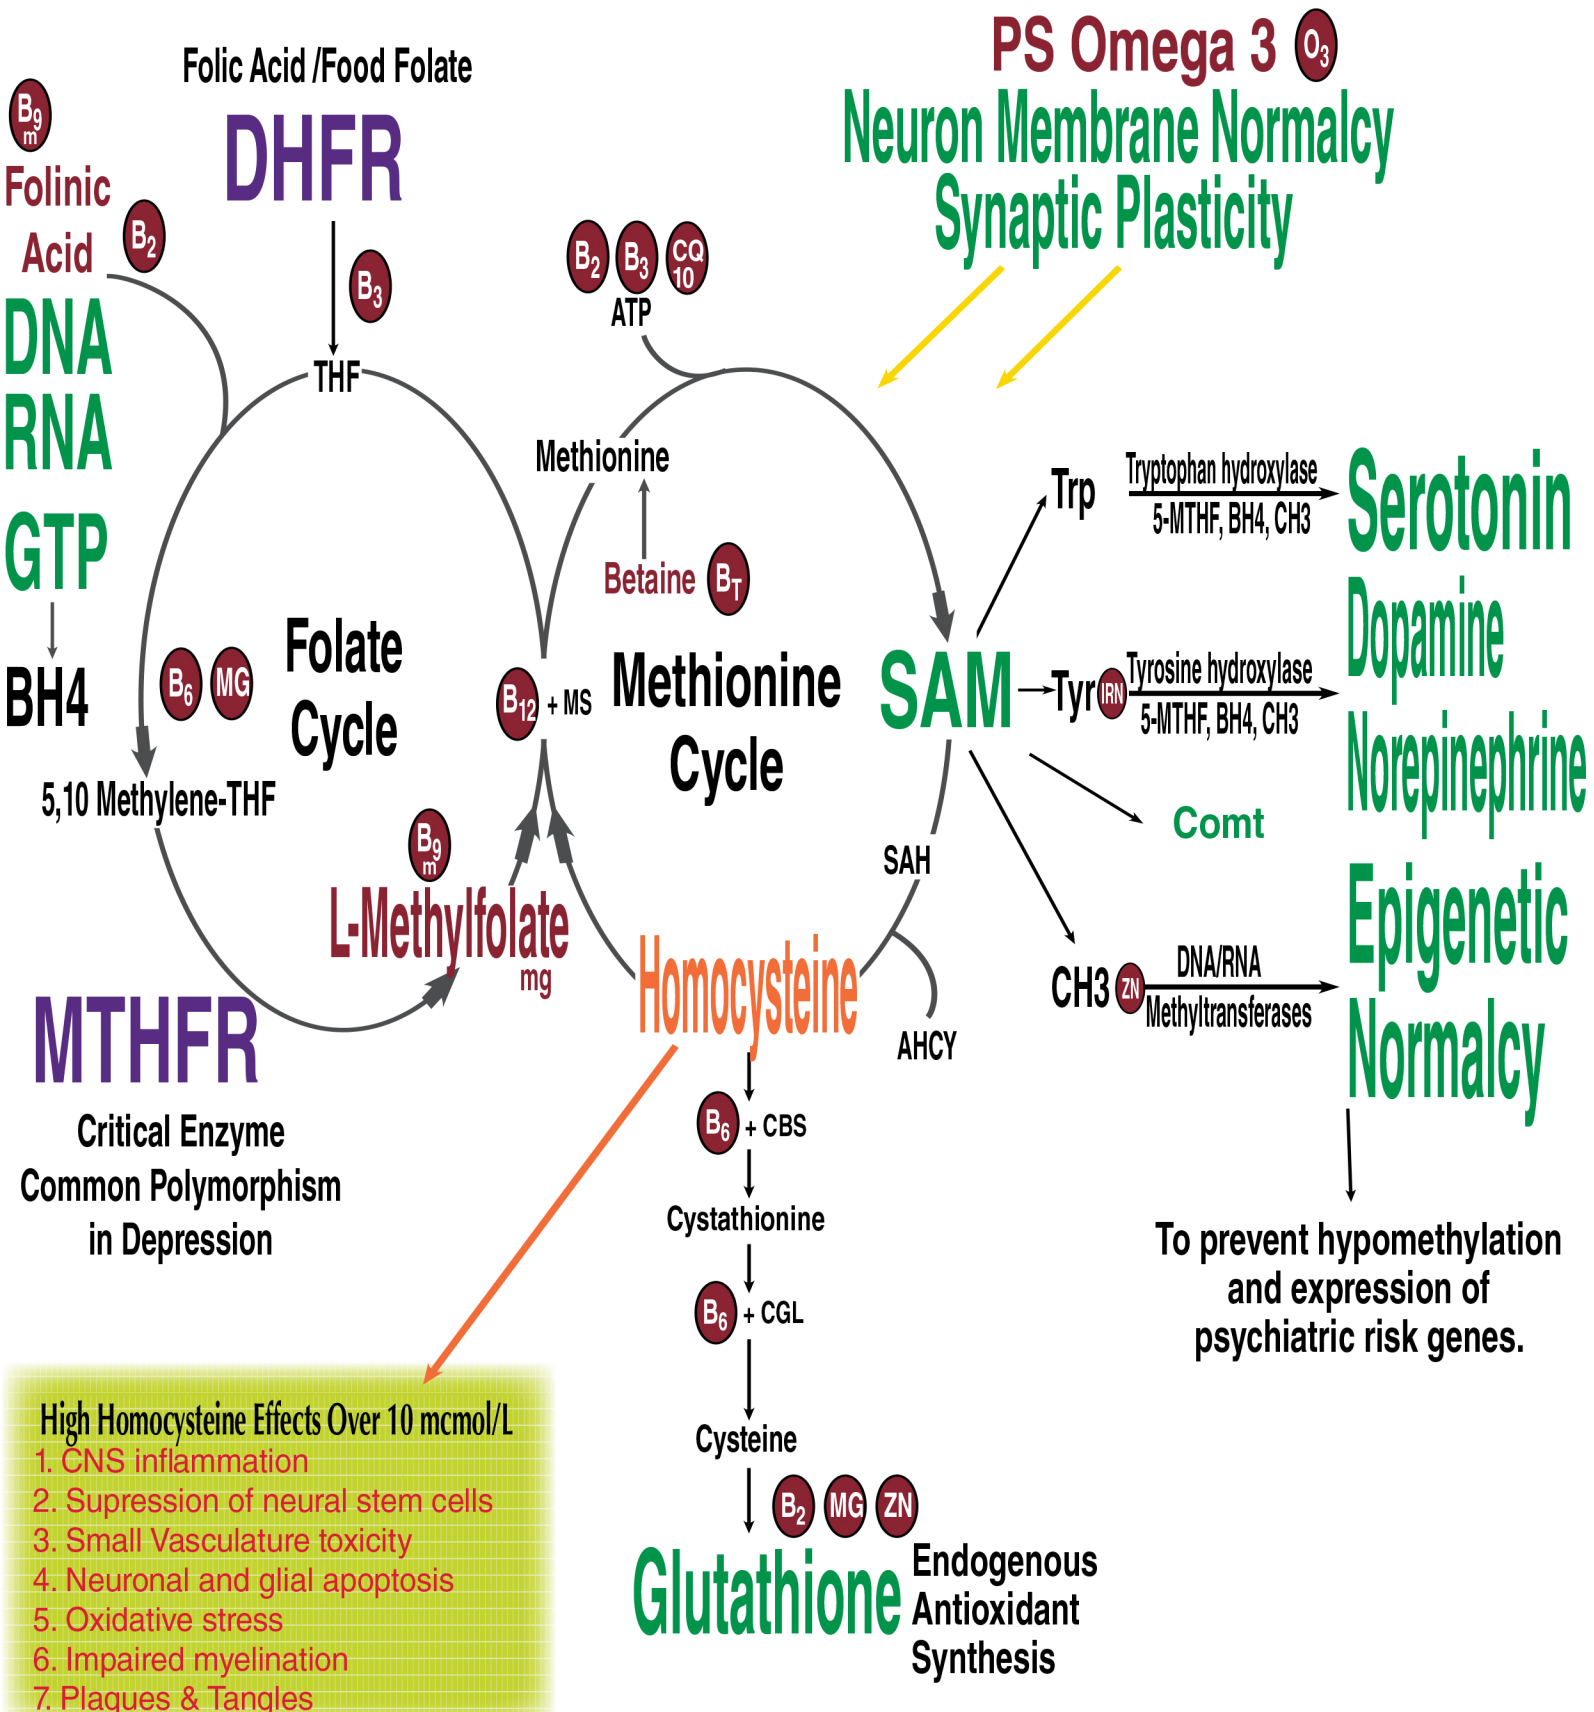 Folic Acid /Food Folate
DHFR
B9
m
Folinic
Acid
B2
B3
DNA
RNA
GTP
BH4
THF
PS Omega 3 O3
Neuron Membrane Normalcy
Synaptic Plasticity
B2 B3 CQ
10
ATP
Methionine
Betaine BT
Folate
Cycle
B6 MG
B12 + MS
Methionine
Cycle
SAM
5,10 Methylene-THF
B9
m
L-Methylfolate
mg
MTHFR
Critical Enzyme
Common Polymorphism
in Depression
Trp
Tryptophan hydroxylase
5-MTHF, BH4, CH3
Serotonin
Tyr IRN
Tyrosine hydroxylase
5-MTHF, BH4, CH3
Dopamine
Norepinephrine
Comt
SAH
AHCY
CH3 ZN
DNA/RNA
Methyltransferases
Epigenetic
Normalcy
To prevent hypomethylation
and expression of
psychiatric risk genes.
Homocysteine
B6 + CBS
Cystathionine
B6 + CGL
Cysteine
B2 MG ZN
Glutathione
Endogenous
Antioxidant
Synthesis
High Homocysteine Effects Over 10 mcmol/L
1. CNS inflammation
2. Supression of neural stem cells
3. Small Vasculature toxicity
4. Neuronal and glial apoptosis
5. Oxidative stress
6. Impaired myelination
7. Plaques & Tangles